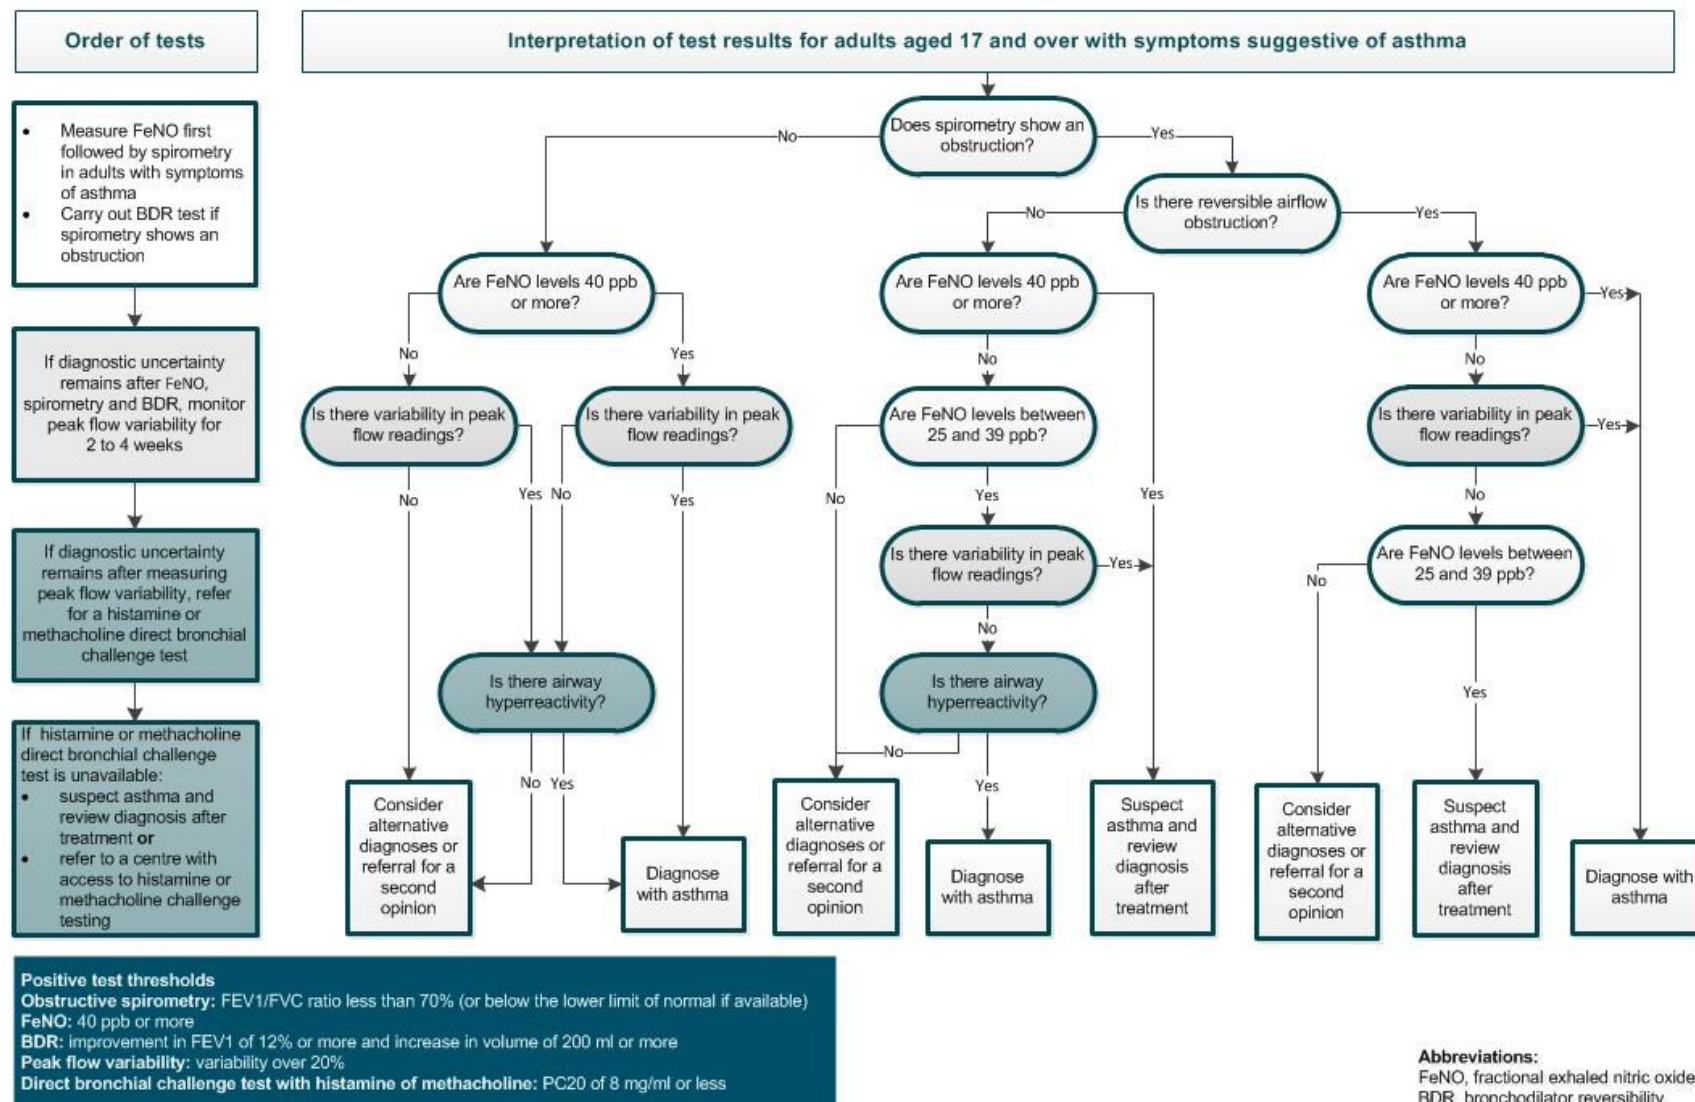 Order of tests
Interpretation of test results for adults aged 17 and over with symptoms suggestive of asthma
• Measure FeNO first
followed by spirometry
in adults with symptoms
of asthma
• Carry out BDR test if
spirometry shows an
obstruction
If diagnostic uncertainty
remains after FeNO,
spirometry and BDR, monitor
peak flow variability for
2 to 4 weeks
If diagnostic uncertainty
remains after measuring
peak flow variability, refer
for a histamine or
methacholine direct bronchial
challenge test
If histamine or methacholine
direct bronchial challenge
test is unavailable:
• suspect asthma and
review diagnosis after
treatment or
• refer to a centre with
access to histamine or
methacholine challenge
testing
Does spirometry show an
obstruction?
No
Yes
Is there reversible airflow
obstruction?
No
Yes
Are FeNO levels 40 ppb
or more?
No
Yes
Is there variability in peak
flow readings?
Is there variability in peak
flow readings?
No
Yes
No
Yes
Is there airway
hyperreactivity?
No
Yes
Consider
alternative
diagnoses or
referral for a
second
opinion
Diagnose
with asthma
Are FeNO levels 40 ppb
or more?
No
Yes
Are FeNO levels between
25 and 39 ppb?
No
Yes
Is there variability in peak
flow readings?
Yes
No
Is there airway
hyperreactivity?
No
Yes
Consider
alternative
diagnoses or
referral for a
second
opinion
Diagnose
with asthma
Suspect
asthma and
review
diagnosis
after
treatment
Are FeNO levels 40 ppb
or more?
Yes
No
Is there variability in peak
flow readings?
Yes
No
Are FeNO levels between
25 and 39 ppb?
No
Yes
Consider
alternative
diagnoses or
referral for a
second
opinion
Suspect
asthma and
review
diagnosis
after
treatment
Diagnose with
asthma
Positive test thresholds
Obstructive spirometry: FEV1/FVC ratio less than 70% (or below the lower limit of normal if available)
FeNO: 40 ppb or more
BDR: improvement in FEV1 of 12% or more and increase in volume of 200 ml or more
Peak flow variability: variability over 20%
Direct bronchial challenge test with histamine of methacholine: PC20 of 8 mg/ml or less
Abbreviations:
FeNO, fractional exhaled nitric oxide
BDR, bronchodilator reversibility